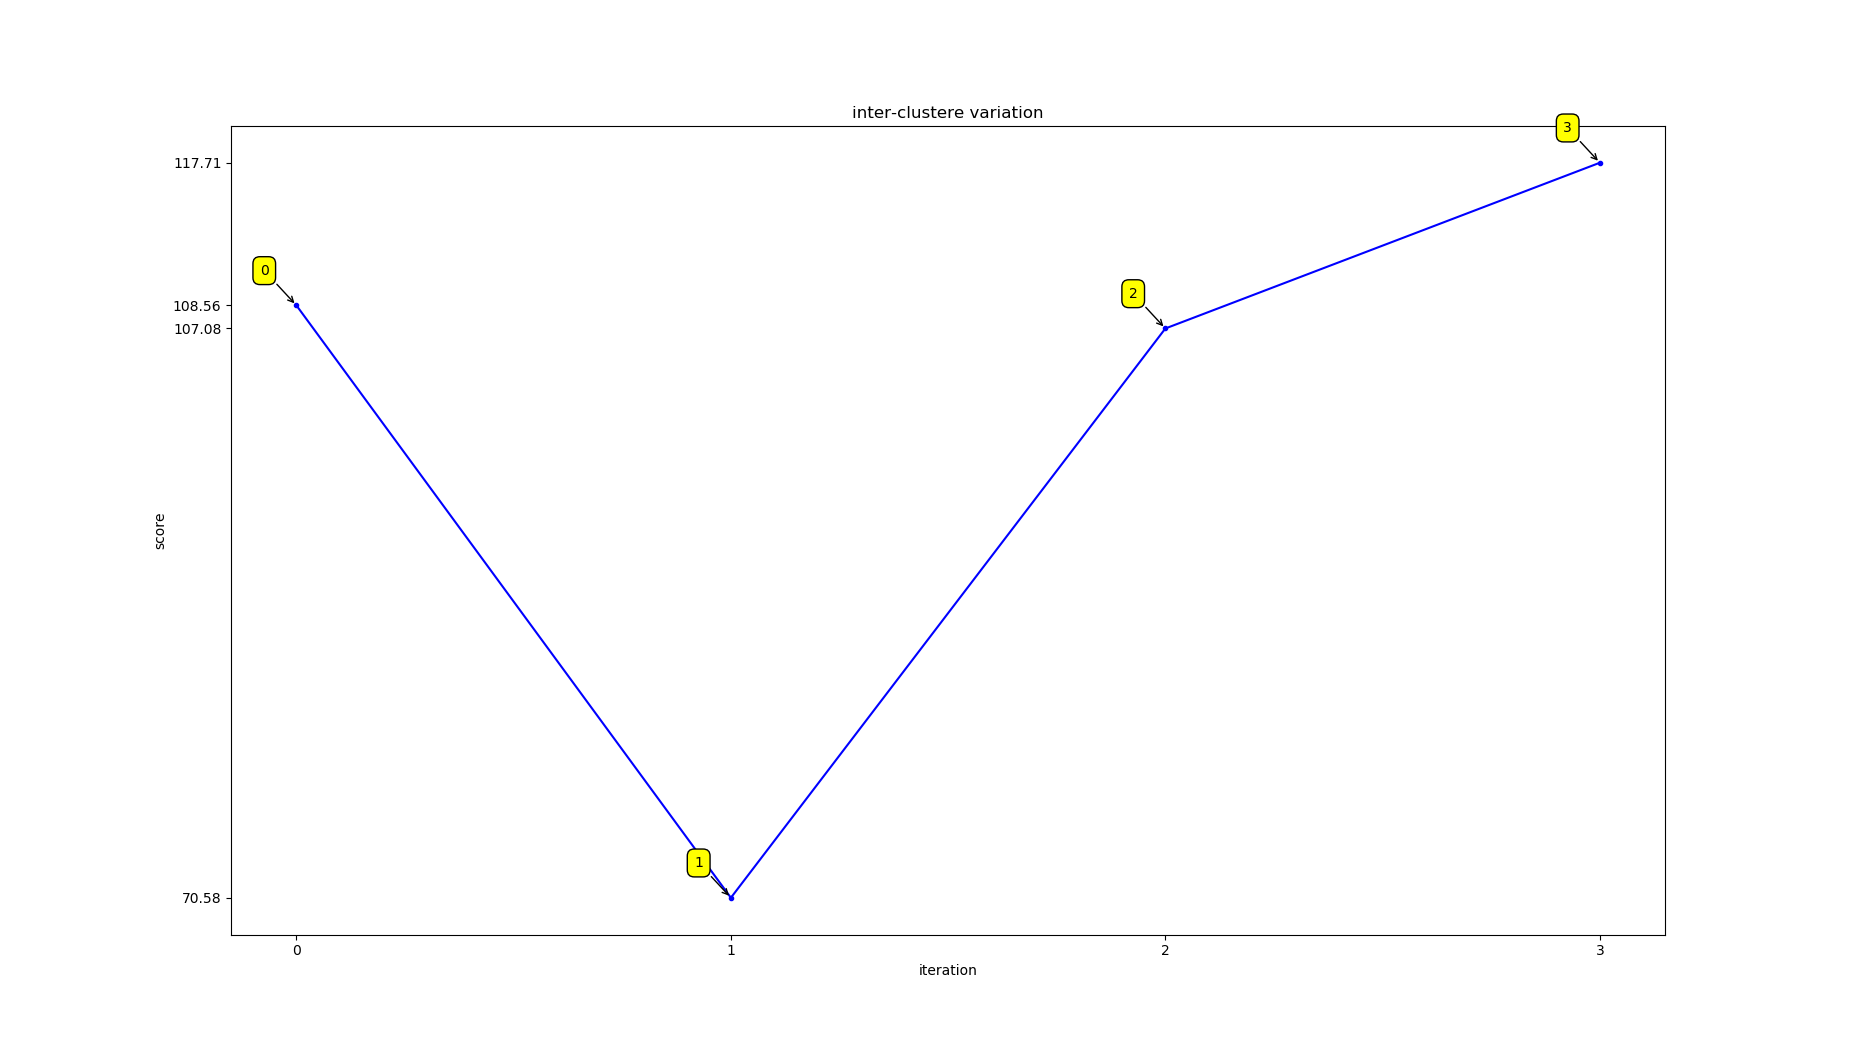 inter-clustere variation
3
117.71
0
2
108.56
107.08
score
1
70.58
0 1 2 3
iteration